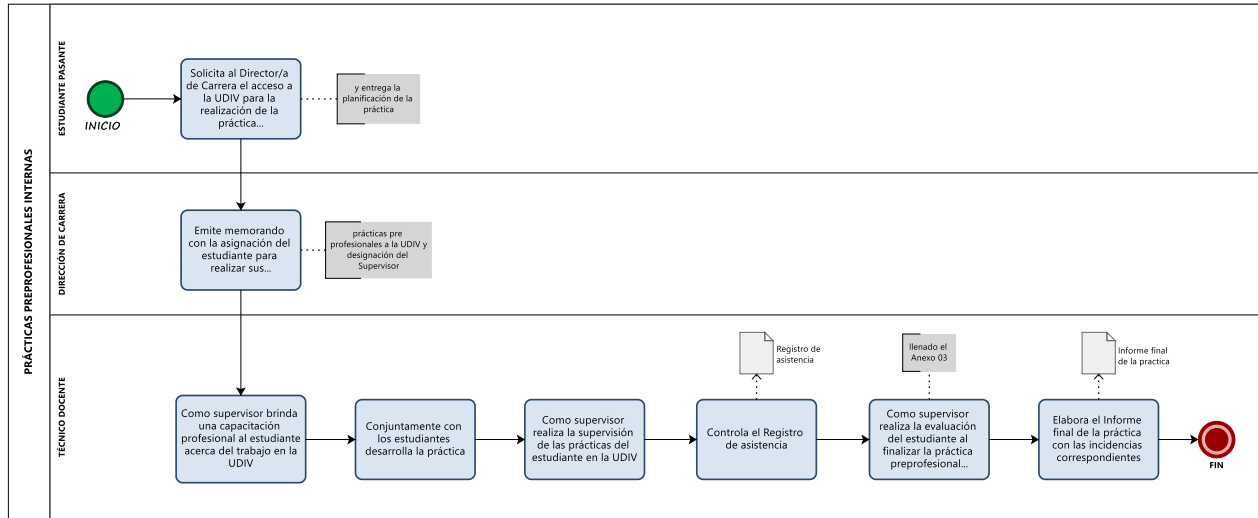 PRÁCTICAS PREPROFESIONALES INTERNAS
ESTUDIANTE PASANTE
INICIO
Solicita al Director/a
de Carrera el acceso a
la UDIV para la
realización de la
práctica...
y entrega la
planificación de la
práctica
DIRECCIÓN DE CARRERA
Emite memorando
con la asignación del
estudiante para
realizar sus...
prácticas pre
profesionales a la UDIV y
designación del
Supervisor
TÉCNICO DOCENTE
Como supervisor brinda
una capacitación
profesional al estudiante
acerca del trabajo en la
UDIV
Conjuntamente con
los estudiantes
desarrolla la práctica
Como supervisor
realiza la supervisión
de las prácticas del
estudiante en la UDIV
Registro de
asistencia
Controla el Registro
de asistencia
llenado el
Anexo 03
Como supervisor
realiza la evaluación
del estudiante al
finalizar la práctica
preprofesional...
Informe final
de la practica
Elabora el Informe
final de la práctica
con las incidencias
correspondientes
FIN